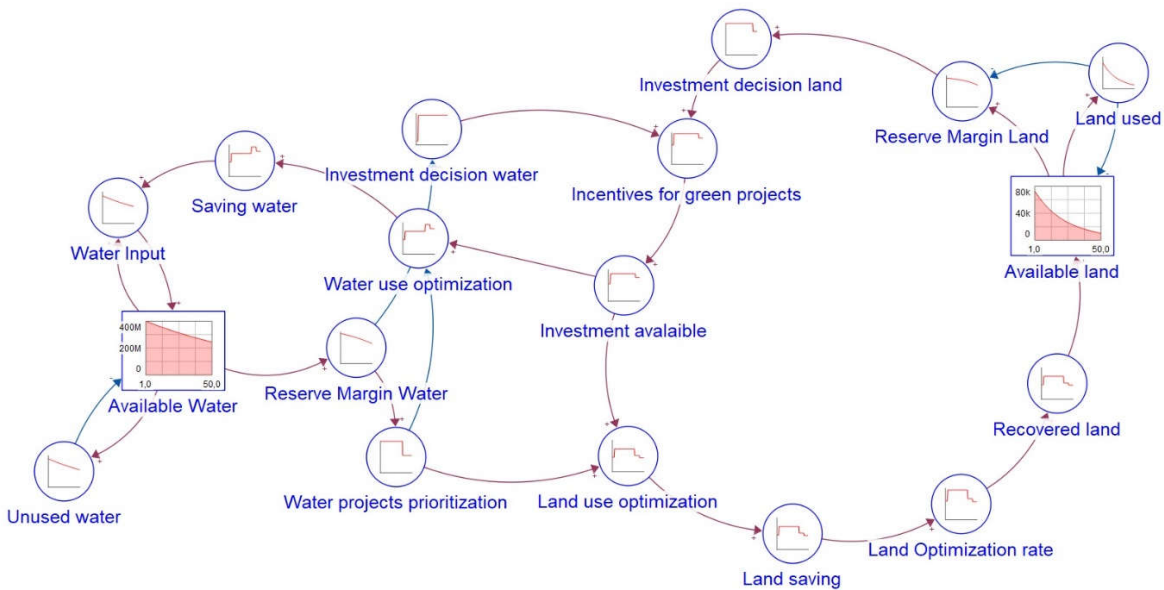 Investment decision land
Land used
Reserve Margin Land
Investment decision water
Incentives for green projects
Saving water
80k
40k
0
1,0 50,0
Available land
Water Input
Water use optimization
Investment avalaible
400M
200M
0
1,0 50,0
Available Water
Reserve Margin Water
Recovered land
Unused water
Water projects prioritization
Land use optimization
Land Optimization rate
Land saving